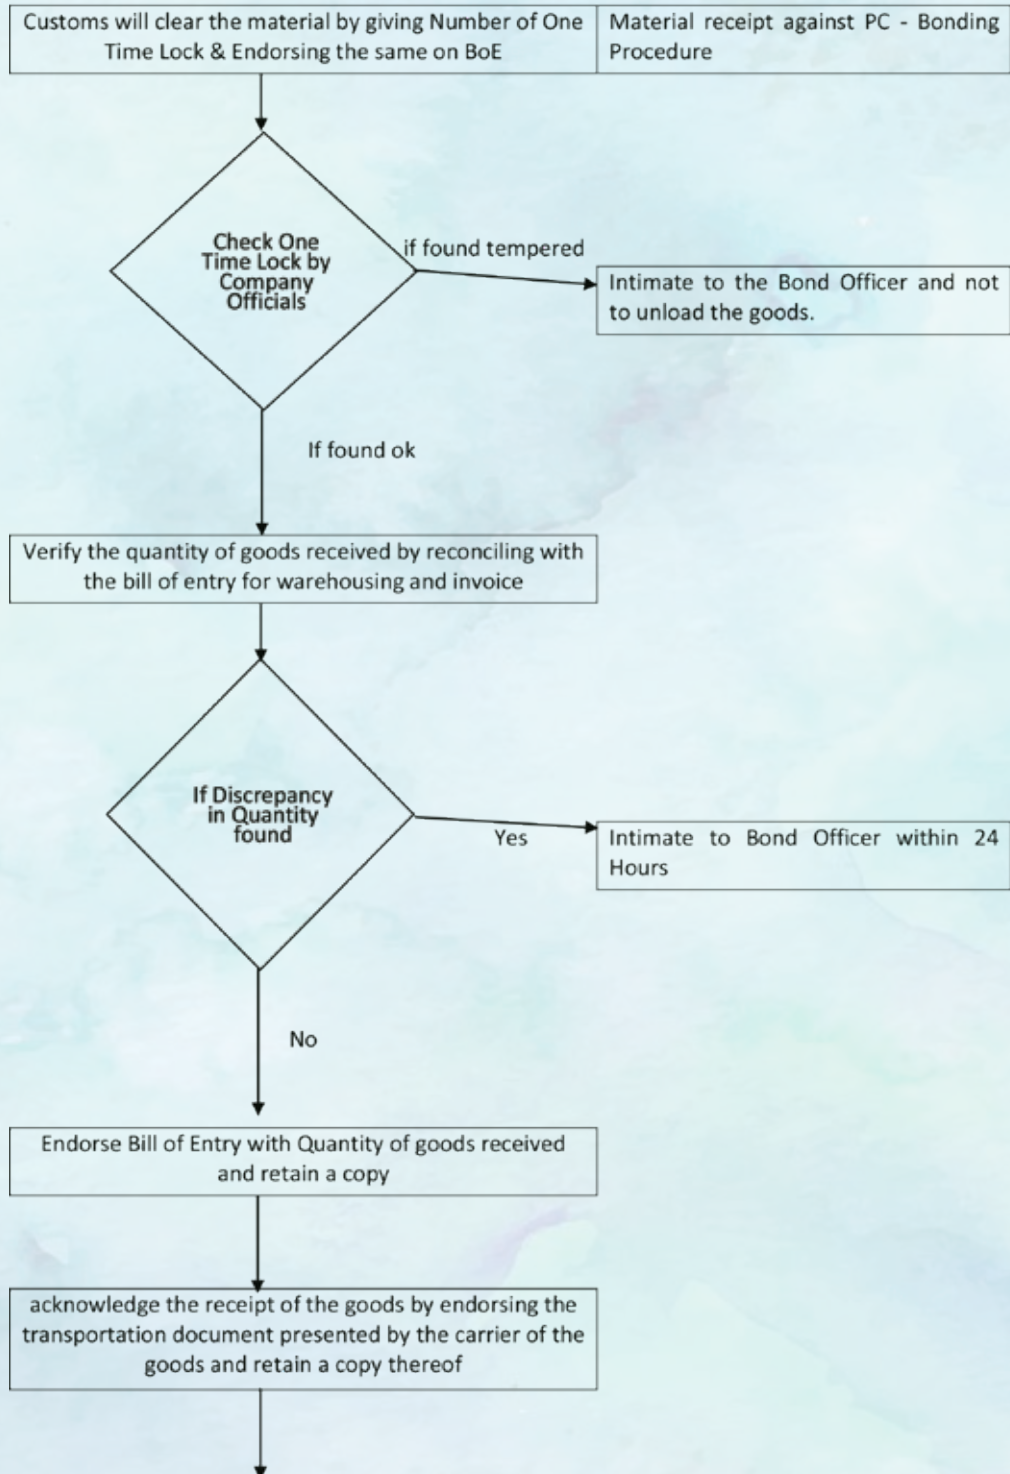 Customs will clear the material by giving Number of One
Time Lock & Endorsing the same on BoE
Material receipt against PC - Bonding
Procedure
Check One
Time Lock by
Company
Officials
if found tempered
Intimate to the Bond Officer and not
to unload the goods.
If found ok
Verify the quantity of goods received by reconciling with
the bill of entry for warehousing and invoice
If Discrepancy
in Quantity
found
Yes
Intimate to Bond Officer within 24
Hours
No
Endorse Bill of Entry with Quantity of goods received
and retain a copy
acknowledge the receipt of the goods by endorsing the
transportation document presented by the carrier of the
goods and retain a copy thereof